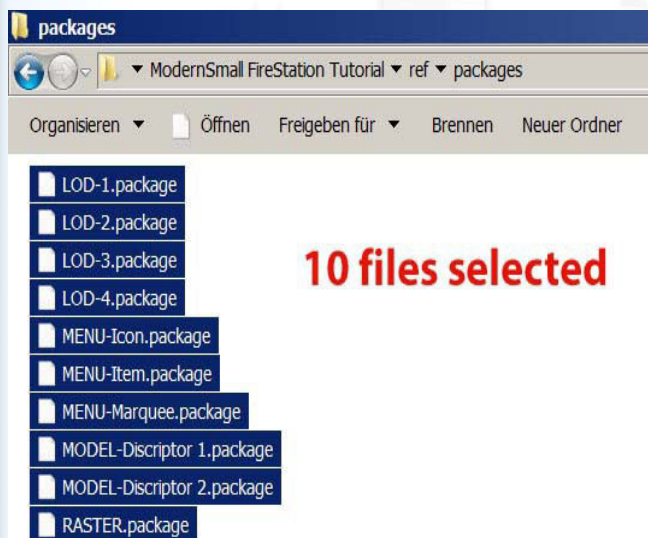 packages
ModernSmall FireStation Tutorial ref packages
Organisieren Öffnen Freigeben für Brennen Neuer Ordner
LOD-1.package
LOD-2.package
LOD-3.package
LOD-4.package
MENU-Icon.package
MENU-Item.package
MENU-Marquee.package
MODEL-Discriptor 1.package
MODEL-Discriptor 2.package
RASTER.package
10 files selected